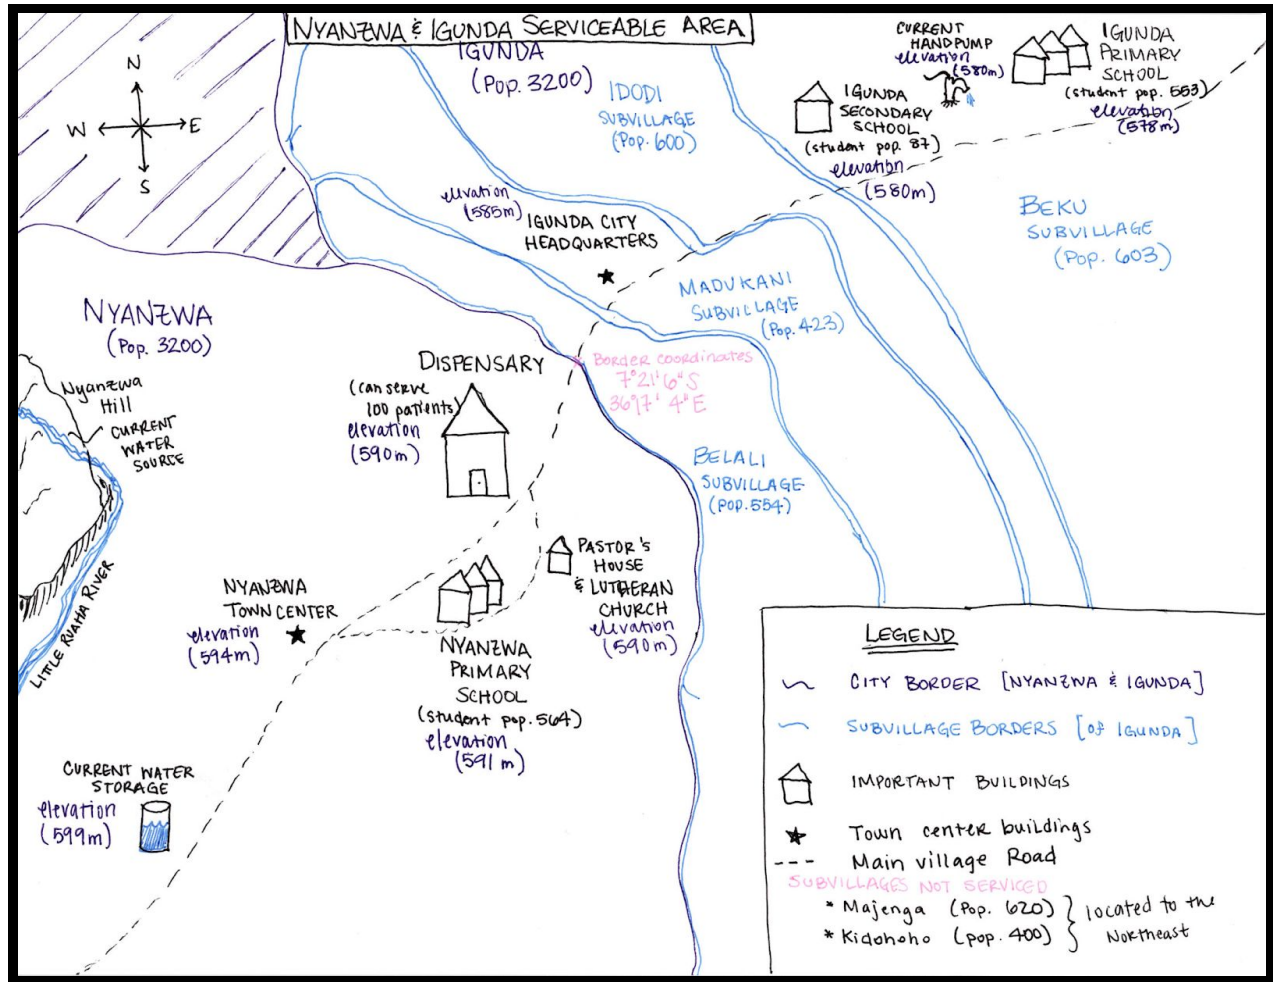 NYANZWA & IGUNDA SERVICEABLE AREA
N
W
E
S
IGUNDA
(Pop. 3200)
IDODI
SUBVILLAGE
(Pop. 600)
CURRENT
HANDPUMP
elevation
(580m)
IGUNDA
PRIMARY
SCHOOL
(student pop. 553)
elevation
(578m)
IGUNDA
SECONDARY
SCHOOL
(student pop. 87)
elevation
(580m)
elevation
(585m)
IGUNDA CITY
HEADQUARTERS
BEKU
SUBVILLAGE
(Pop. 603)
MADUKANI
SUBVILLAGE
(Pop. 423)
NYANZWA
(Pop. 3200)
Border coordinates
7°21'6"S
36°7'4"E
DISPENSARY
(can serve
100 patients)
elevation
(590m)
Nyanzwa
Hill
CURRENT
WATER
SOURCE
BELALI
SUBVILLAGE
(POP. 554)
LITTLE RUAHA RIVER
PASTOR'S
HOUSE
& LUTHERAN
CHURCH
elevation
(590m)
NYANZWA
TOWN CENTER
elevation
(594m)
NYANZWA
PRIMARY
SCHOOL
(student pop. 564)
elevation
(591 m)
CURRENT WATER
STORAGE
elevation
(599m)
LEGEND
CITY BORDER [NYANZWA & IGUNDA]
SUBVILLAGE BORDERS [of IGUNDA]
IMPORTANT BUILDINGS
Town center buildings
Main village Road
SUBVILLAGES NOT SERVICED
* Majenga (Pop. 620)
* Kidohoho (pop. 400)
located to the
Northeast